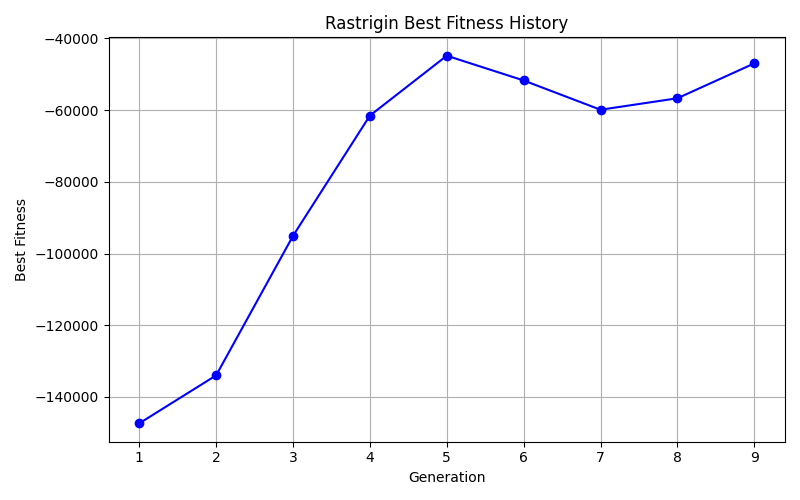 Rastrigin Best Fitness History
−40000
−60000
−80000
−100000
−120000
−140000
Best Fitness
1 2 3 4 5 6 7 8 9
Generation